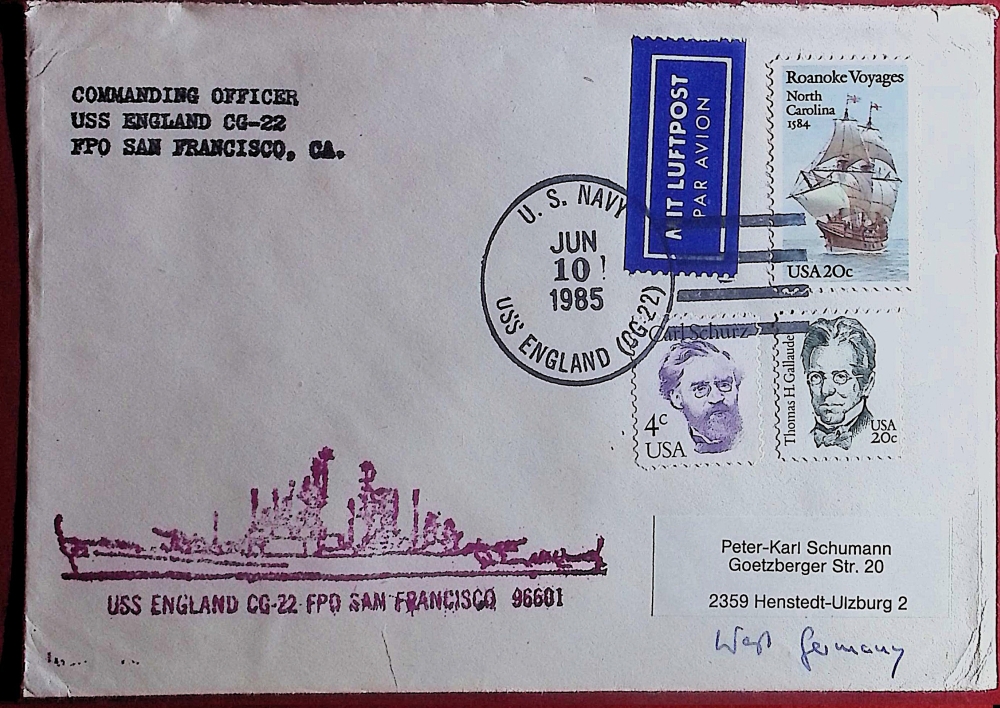 COMMANDING OFFICER
USS ENGLAND CG-22
FPO SAN FRANCISCO, CA.
MIT LUFTPOST
PAR AVION
Roanoke Voyages
North
Carolina
1584
USA 20c
U. S. NAVY
JUN
10
1985
USS ENGLAND (CG-22)
Carl Schurz
4c
USA
Thomas H. Gallaude
USA
20c
USS ENGLAND CG-22 FPO SAN FRANCISCO 96601
Peter-Karl Schumann
Goetzberger Str. 20
2359 Henstedt-Ulzburg 2
West Germany